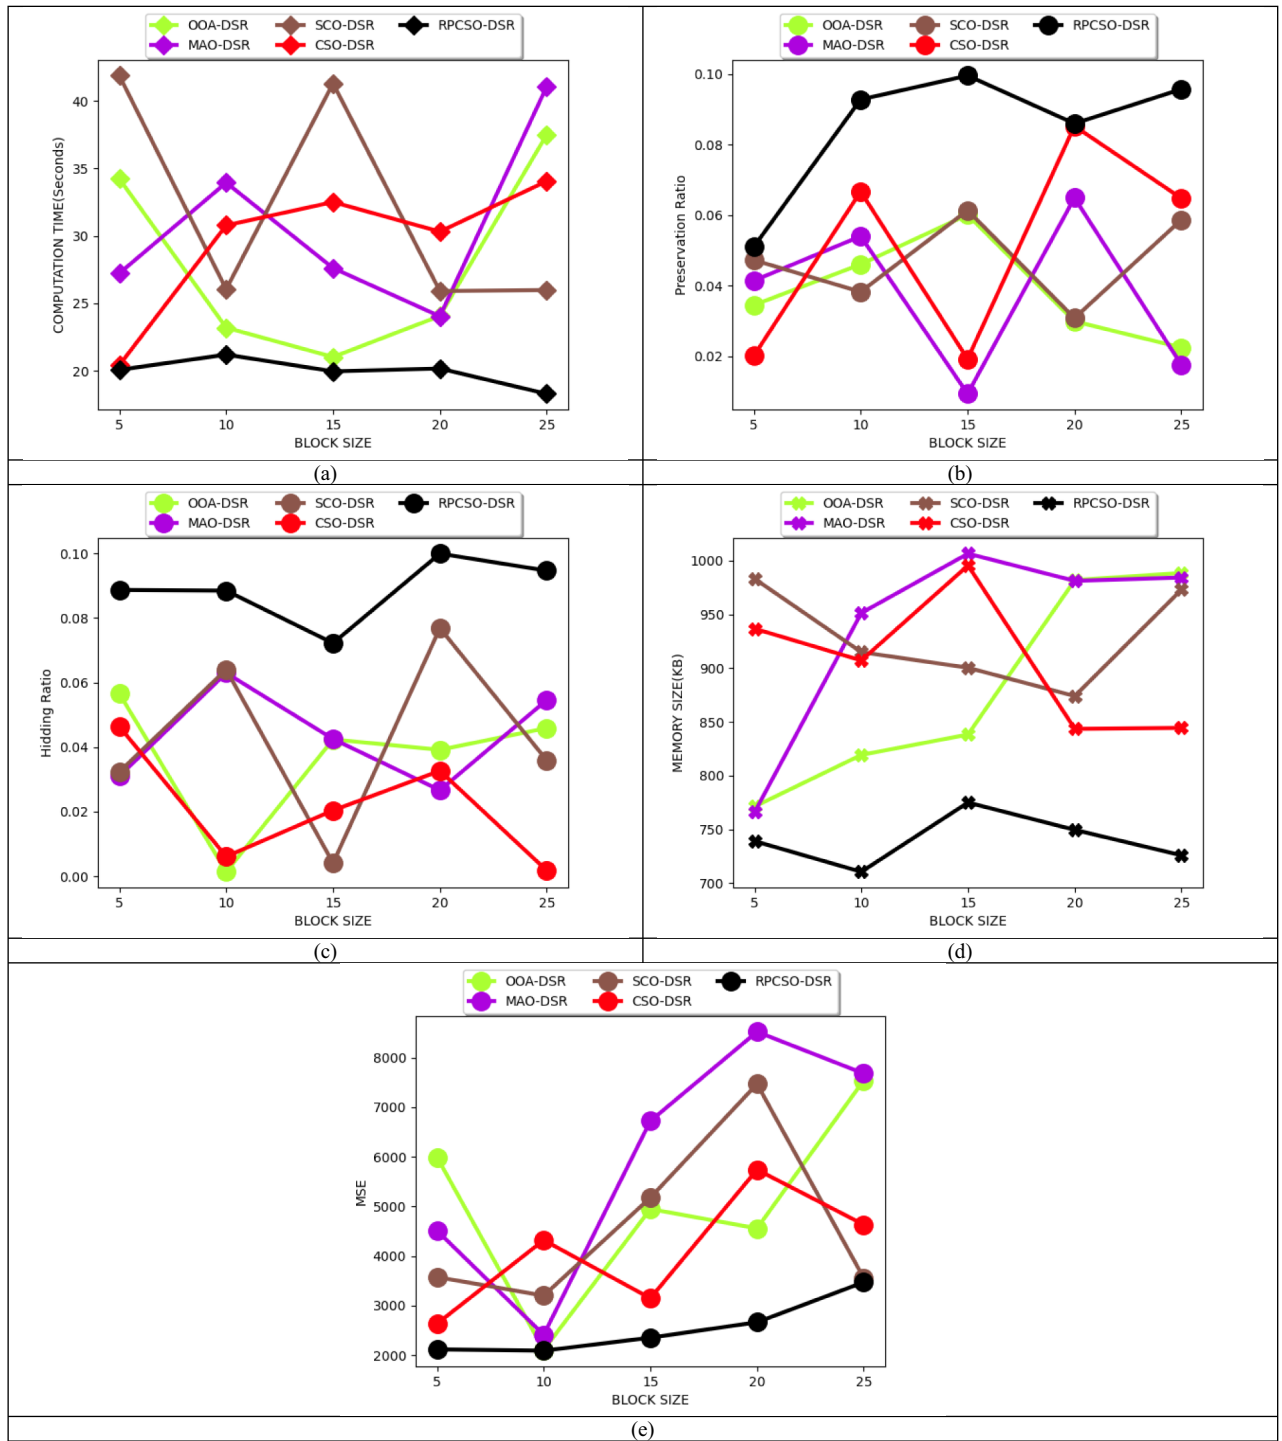 OOA-DSR SCO-DSR RPCSO-DSR
MAO-DSR CSO-DSR
40
35
30
25
20
COMPUTATION TIME(Seconds)
5 10 15 20 25
BLOCK SIZE
(a)
OOA-DSR SCO-DSR RPCSO-DSR
MAO-DSR CSO-DSR
0.10
0.08
0.06
0.04
0.02
Preservation Ratio
5 10 15 20 25
BLOCK SIZE
(b)
OOA-DSR SCO-DSR RPCSO-DSR
MAO-DSR CSO-DSR
0.10
0.08
0.06
0.04
0.02
0.00
Hidding Ratio
5 10 15 20 25
BLOCK SIZE
(c)
OOA-DSR SCO-DSR RPCSO-DSR
MAO-DSR CSO-DSR
1000
950
900
850
800
750
700
MEMORY SIZE(KB)
5 10 15 20 25
BLOCK SIZE
(d)
OOA-DSR SCO-DSR RPCSO-DSR
MAO-DSR CSO-DSR
8000
7000
6000
5000
4000
3000
2000
MSE
5 10 15 20 25
BLOCK SIZE
(e)